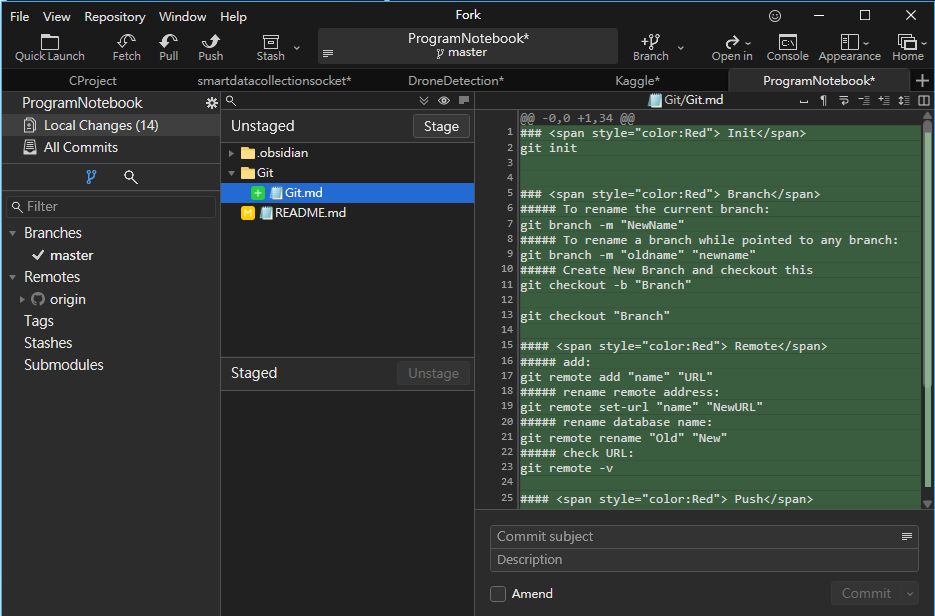 File View Repository Window Help
Fork
Quick Launch
Fetch
Pull
Push
Stash
ProgramNotebook*
master
Branch
Open in
Console
Appearance
Home
CProject
smartdatacollectionsocket*
DroneDetection*
Kaggle*
ProgramNotebook*
ProgramNotebook
Local Changes (14)
All Commits
Filter
Branches
master
Remotes
origin
Tags
Stashes
Submodules
Unstaged
Stage
.obsidian
Git
Git.md
M README.md
Staged
Unstage
Git/Git.md
@@ -0,0 +1,34 @@
1 ### <span style="color:Red"> Init</span>
2 git init
3
4
5 ### <span style="color:Red"> Branch</span>
6 ##### To rename the current branch:
7 git branch -m "NewName"
8 ##### To rename a branch while pointed to any branch:
9 git branch -m "oldname" "newname"
10 ##### Create New Branch and checkout this
11 git checkout -b "Branch"
12
13 git checkout "Branch"
14
15 #### <span style="color:Red"> Remote</span>
16 ##### add:
17 git remote add "name" "URL"
18 ##### rename remote address:
19 git remote set-url "name" "NewURL"
20 ##### rename database name:
21 git remote rename "Old" "New"
22 ##### check URL:
23 git remote -v
24
25 #### <span style="color:Red"> Push</span>
Commit subject
Description
Amend
Commit